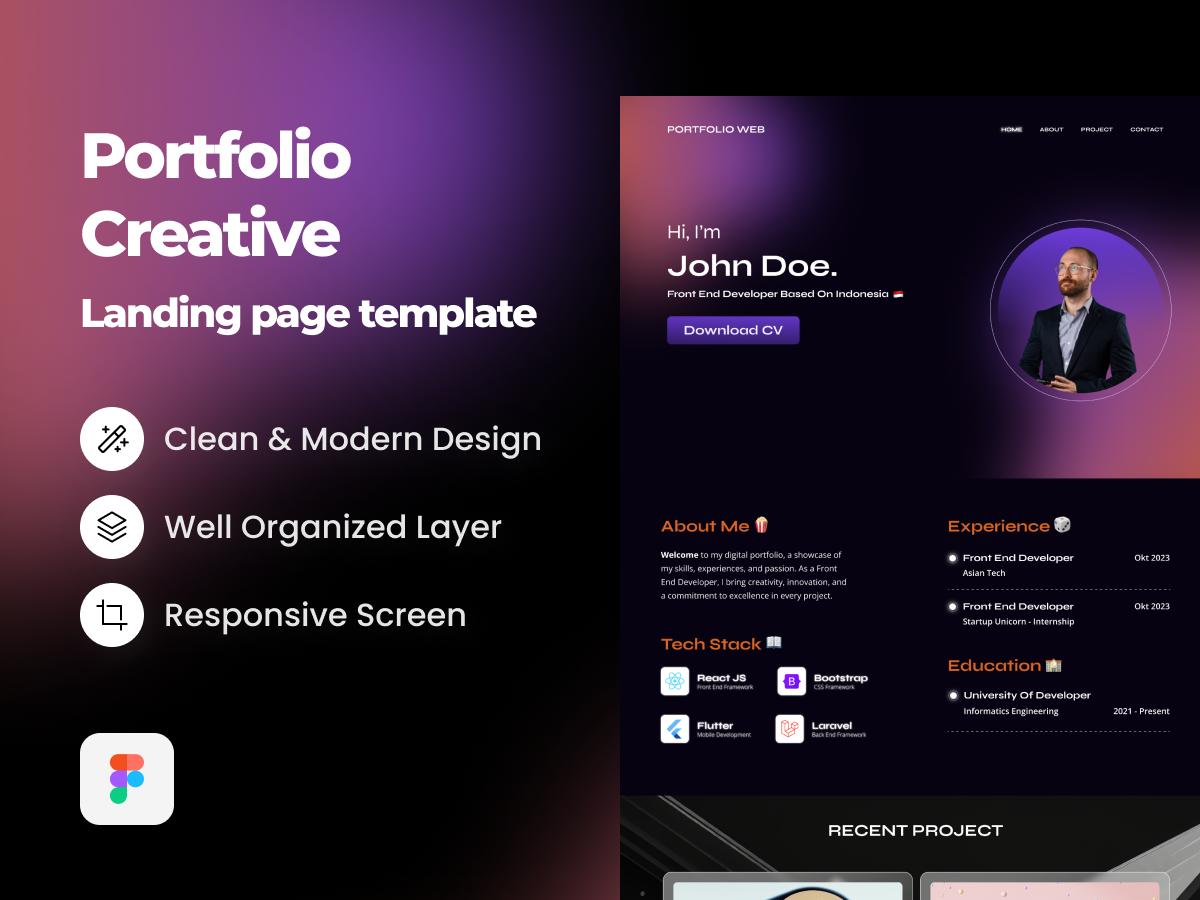 Portfolio
Creative
Landing page template
Clean & Modern Design
Well Organized Layer
Responsive Screen
PORTFOLIO WEB
HOME ABOUT PROJECT CONTACT
Hi, I'm
John Doe.
Front End Developer Based On Indonesia
Download CV
About Me
Welcome to my digital portfolio, a showcase of
my skills, experiences, and passion. As a Front
End Developer, I bring creativity, innovation, and
a commitment to excellence in every project.
Tech Stack
React JS
Front End Framework
Bootstrap
CSS Framework
Flutter
Mobile Development
Laravel
Back End Framework
Experience
Front End Developer Okt 2023
Asian Tech
Front End Developer Okt 2023
Startup Unicorn - Internship
Education
University Of Developer
Informatics Engineering 2021 - Present
RECENT PROJECT